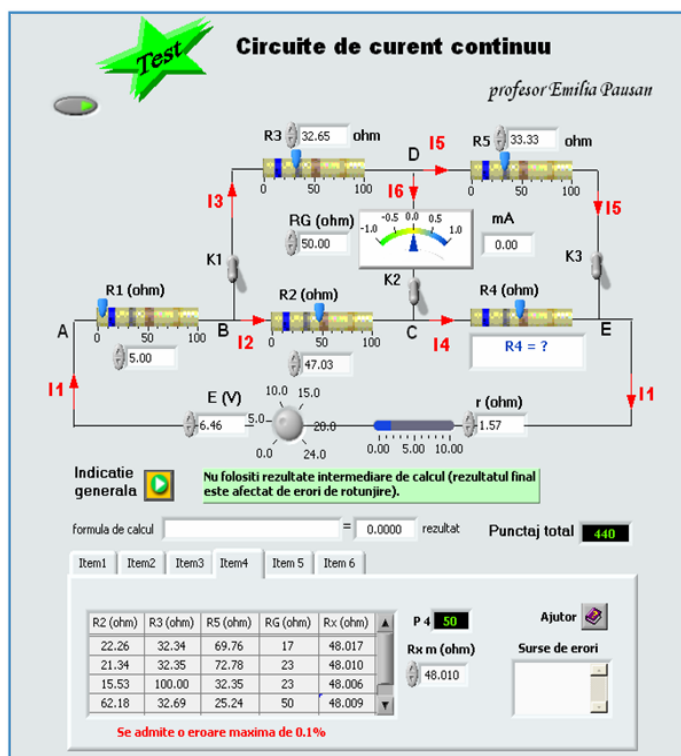 Test
Circuite de curent continuu
profesor Emilia Pausan
R3 32.65 ohm
R5 33.33 ohm
D
I5
0 50 100
0 50 100
I3
I6
I5
RG (ohm)
50.00
-1.0 -0.5 0.0 0.5 1.0
mA
0.00
K1
K2
K3
R1 (ohm)
R2 (ohm)
R4 (ohm)
A
B
C
E
0 50 100
0 50 100
I2
I4
R4 = ?
5.00
47.03
I1
I1
E (V)
6.46
0.0 5.0 10.0 15.0 20.0 24.0
0.00 5.00 10.00
r (ohm)
1.57
Indicatie
generala
Nu folositi rezultate intermediare de calcul (rezultatul final
este afectat de erori de rotunjire).
formula de calcul = 0.0000 rezultat Punctaj total 440
Item1 Item2 Item3 Item4 Item 5 Item 6
R2 (ohm) R3 (ohm) R5 (ohm) RG (ohm) Rx (ohm)
22.26 32.34 69.76 17 48.017
21.34 32.35 72.78 23 48.010
15.53 100.00 32.35 23 48.006
62.18 32.69 25.24 50 48.009
P 4 50
Rx m (ohm)
48.010
Ajutor
Surse de erori
Se admite o eroare maxima de 0.1%